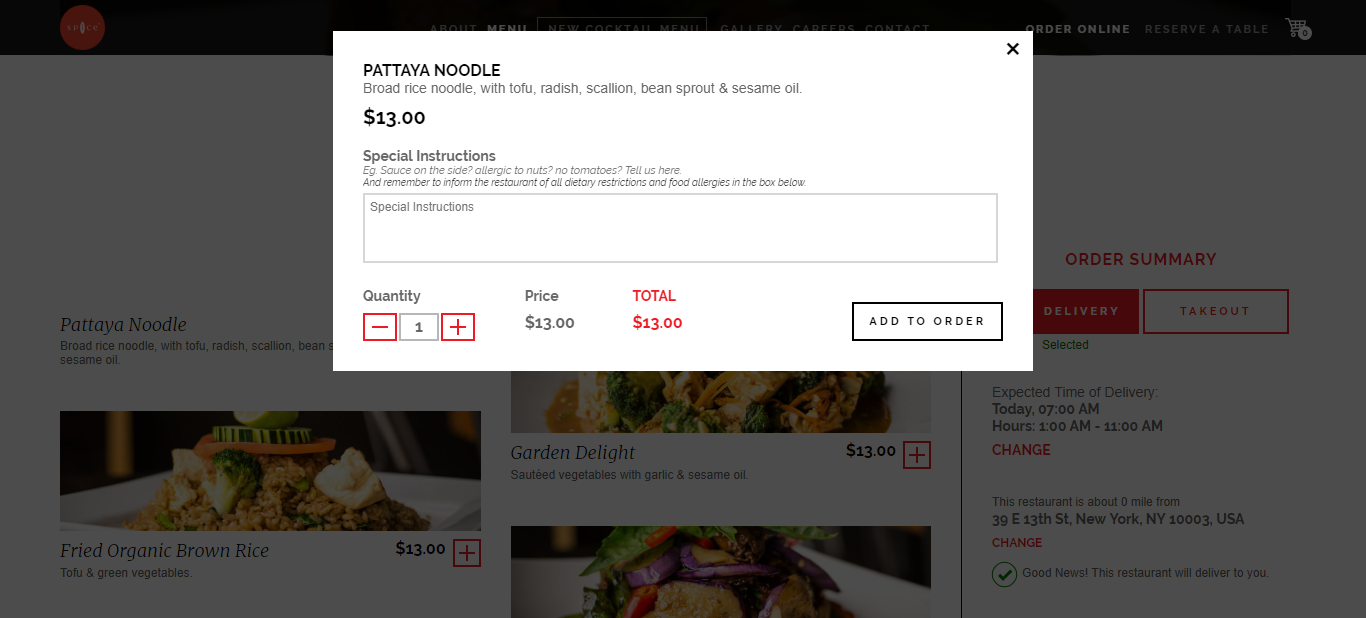 spice
ABOUT MENU NEW COCKTAIL MENU GALLERY CAREERS CONTACT ORDER ONLINE RESERVE A TABLE 0
PATTAYA NOODLE
Broad rice noodle, with tofu, radish, scallion, bean sprout & sesame oil.
$13.00
Special Instructions
Eg. Sauce on the side? allergic to nuts? no tomatoes? Tell us here.
And remember to inform the restaurant of all dietary restrictions and food allergies in the box below.
Special Instructions
Quantity Price TOTAL
1 $13.00 $13.00 ADD TO ORDER
Pattaya Noodle
Broad rice noodle, with tofu, radish, scallion, bean s
sesame oil.
Fried Organic Brown Rice $13.00
Tofu & green vegetables.
Garden Delight $13.00
Sautéed vegetables with garlic & sesame oil.
ORDER SUMMARY
DELIVERY TAKEOUT
Selected
Expected Time of Delivery:
Today, 07:00 AM
Hours: 1:00 AM - 11:00 AM
CHANGE
This restaurant is about 0 mile from
39 E 13th St, New York, NY 10003, USA
CHANGE
Good News! This restaurant will deliver to you.